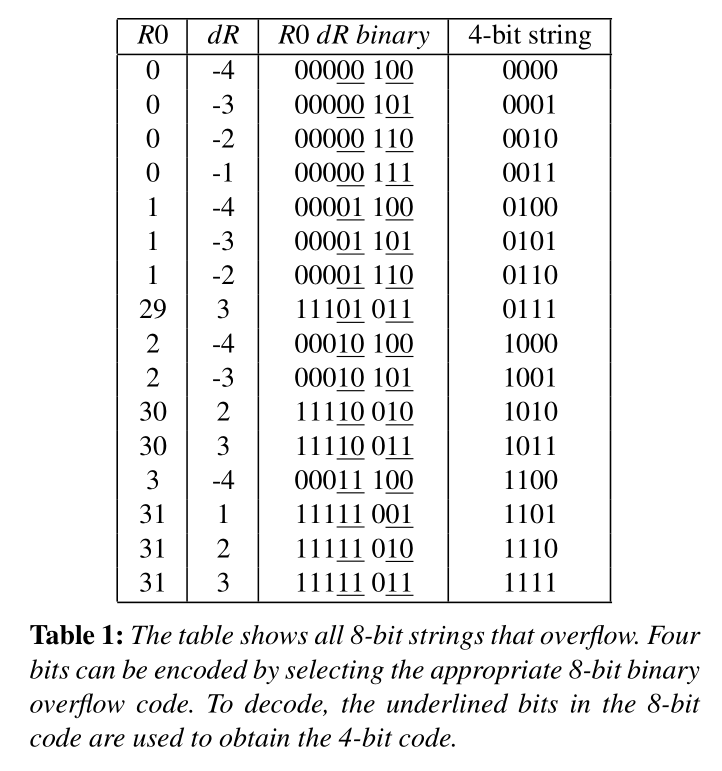 R0 dR R0 dR binary 4-bit string
0 -4 00000 100 0000
0 -3 00000 101 0001
0 -2 00000 110 0010
0 -1 00000 111 0011
1 -4 00001 100 0100
1 -3 00001 101 0101
1 -2 00001 110 0110
29 3 11101 011 0111
2 -4 00010 100 1000
2 -3 00010 101 1001
30 2 11110 010 1010
30 3 11110 011 1011
3 -4 00011 100 1100
31 1 11111 001 1101
31 2 11111 010 1110
31 3 11111 011 1111
Table 1: The table shows all 8-bit strings that overflow. Four
bits can be encoded by selecting the appropriate 8-bit binary
overflow code. To decode, the underlined bits in the 8-bit
code are used to obtain the 4-bit code.